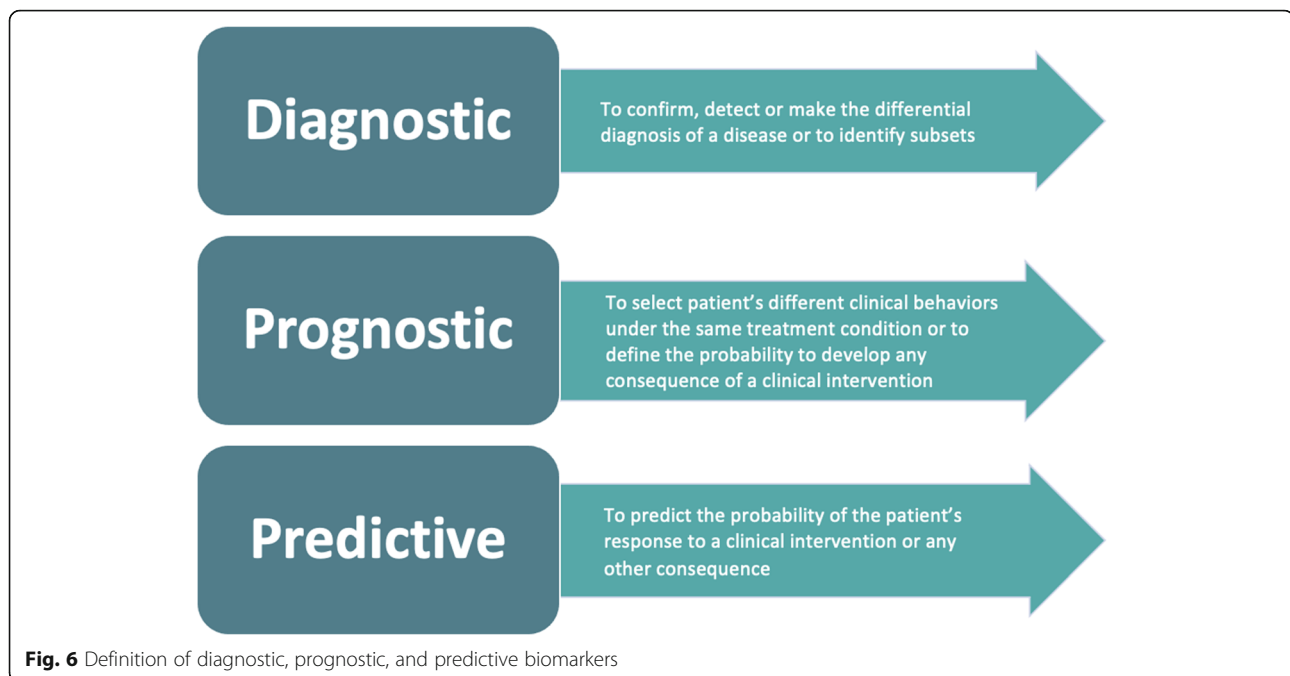 Diagnostic
To confirm, detect or make the differential
diagnosis of a disease or to identify subsets
Prognostic
To select patient’s different clinical behaviors
under the same treatment condition or to
define the probability to develop any
consequence of a clinical intervention
Predictive
To predict the probability of the patient’s
response to a clinical intervention or any
other consequence
Fig. 6 Definition of diagnostic, prognostic, and predictive biomarkers